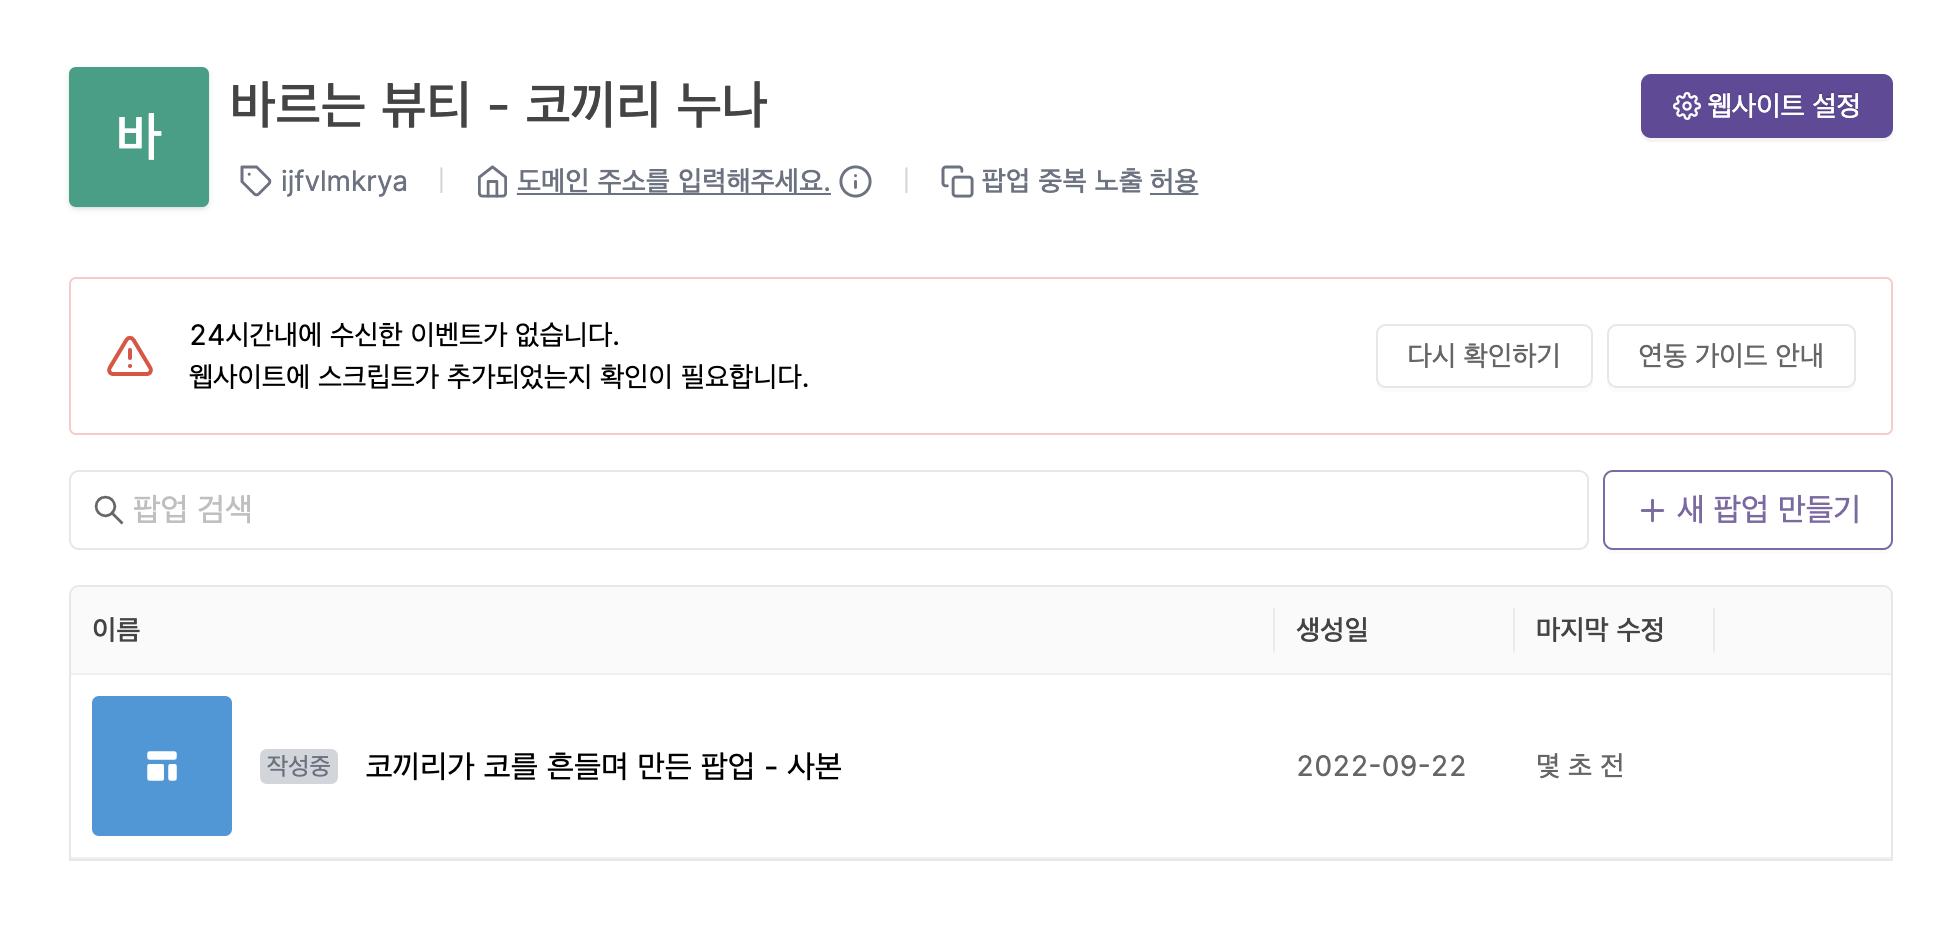 바
바르는 뷰티 - 코끼리 누나
웹사이트 설정
ijfvlmkrya
도메인 주소를 입력해주세요.
팝업 중복 노출 허용
24시간내에 수신한 이벤트가 없습니다.
웹사이트에 스크립트가 추가되었는지 확인이 필요합니다.
다시 확인하기
연동 가이드 안내
팝업 검색
+ 새 팝업 만들기
이름
생성일
마지막 수정
작성중
코끼리가 코를 흔들며 만든 팝업 - 사본
2022-09-22
몇 초 전